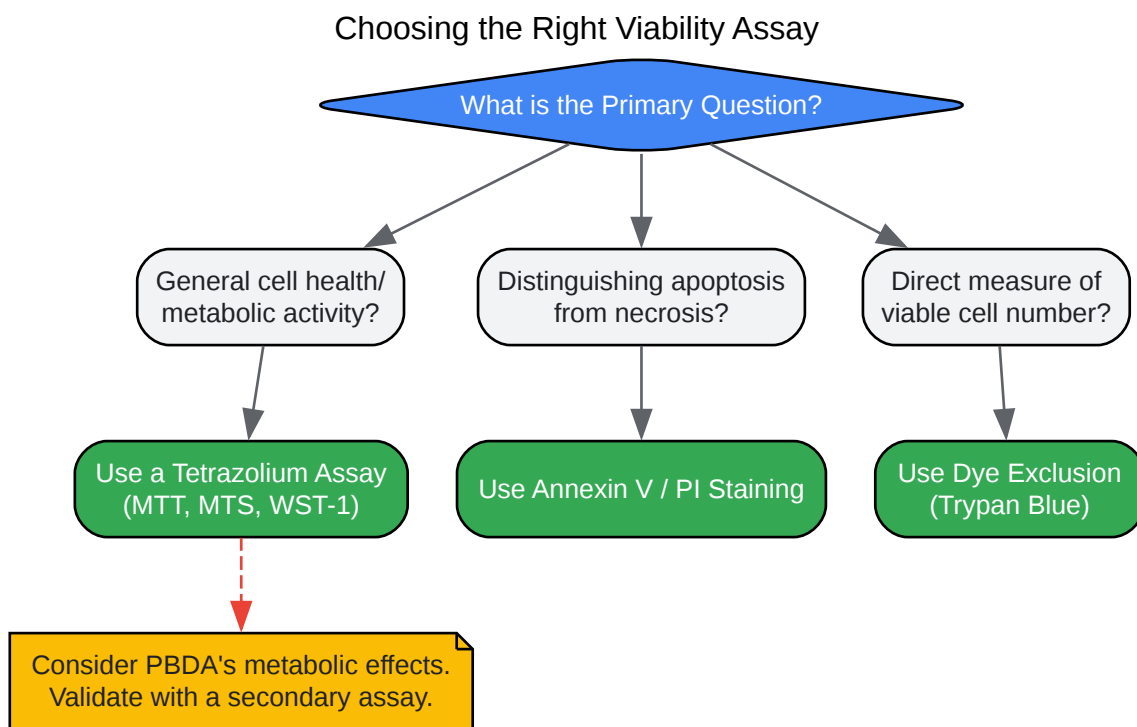 Choosing the Right Viability Assay
What is the Primary Question?
General cell health/
metabolic activity?
Distinguishing apoptosis
from necrosis?
Direct measure of
viable cell number?
Use a Tetrazolium Assay
(MTT, MTS, WST-1)
Use Annexin V / PI Staining
Use Dye Exclusion
(Trypan Blue)
Consider PBDA's metabolic effects.
Validate with a secondary assay.